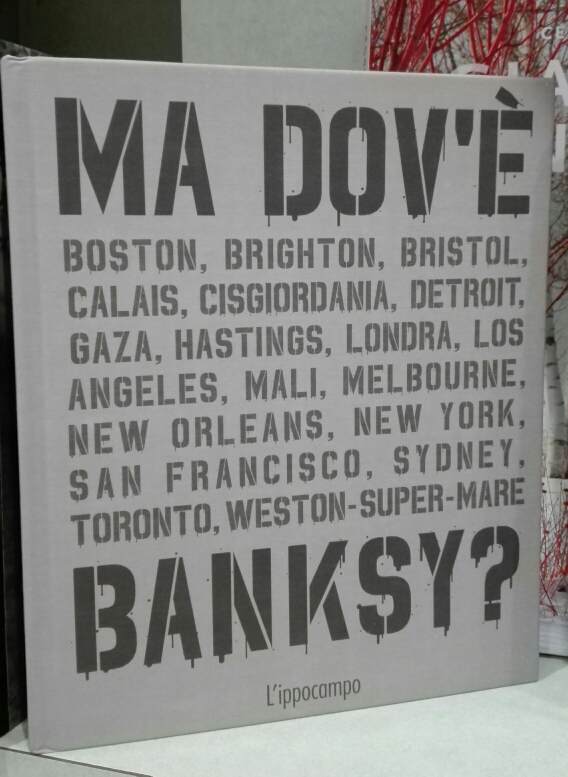 MA DOV'È
BOSTON, BRIGHTON, BRISTOL,
CALAIS, CISGIORDANIA, DETROIT,
GAZA, HASTINGS, LONDRA, LOS
ANGELES, MALI, MELBOURNE,
NEW ORLEANS, NEW YORK,
SAN FRANCISCO, SYDNEY,
TORONTO, WESTON-SUPER-MARE
BANKSY?
L'ippocampo